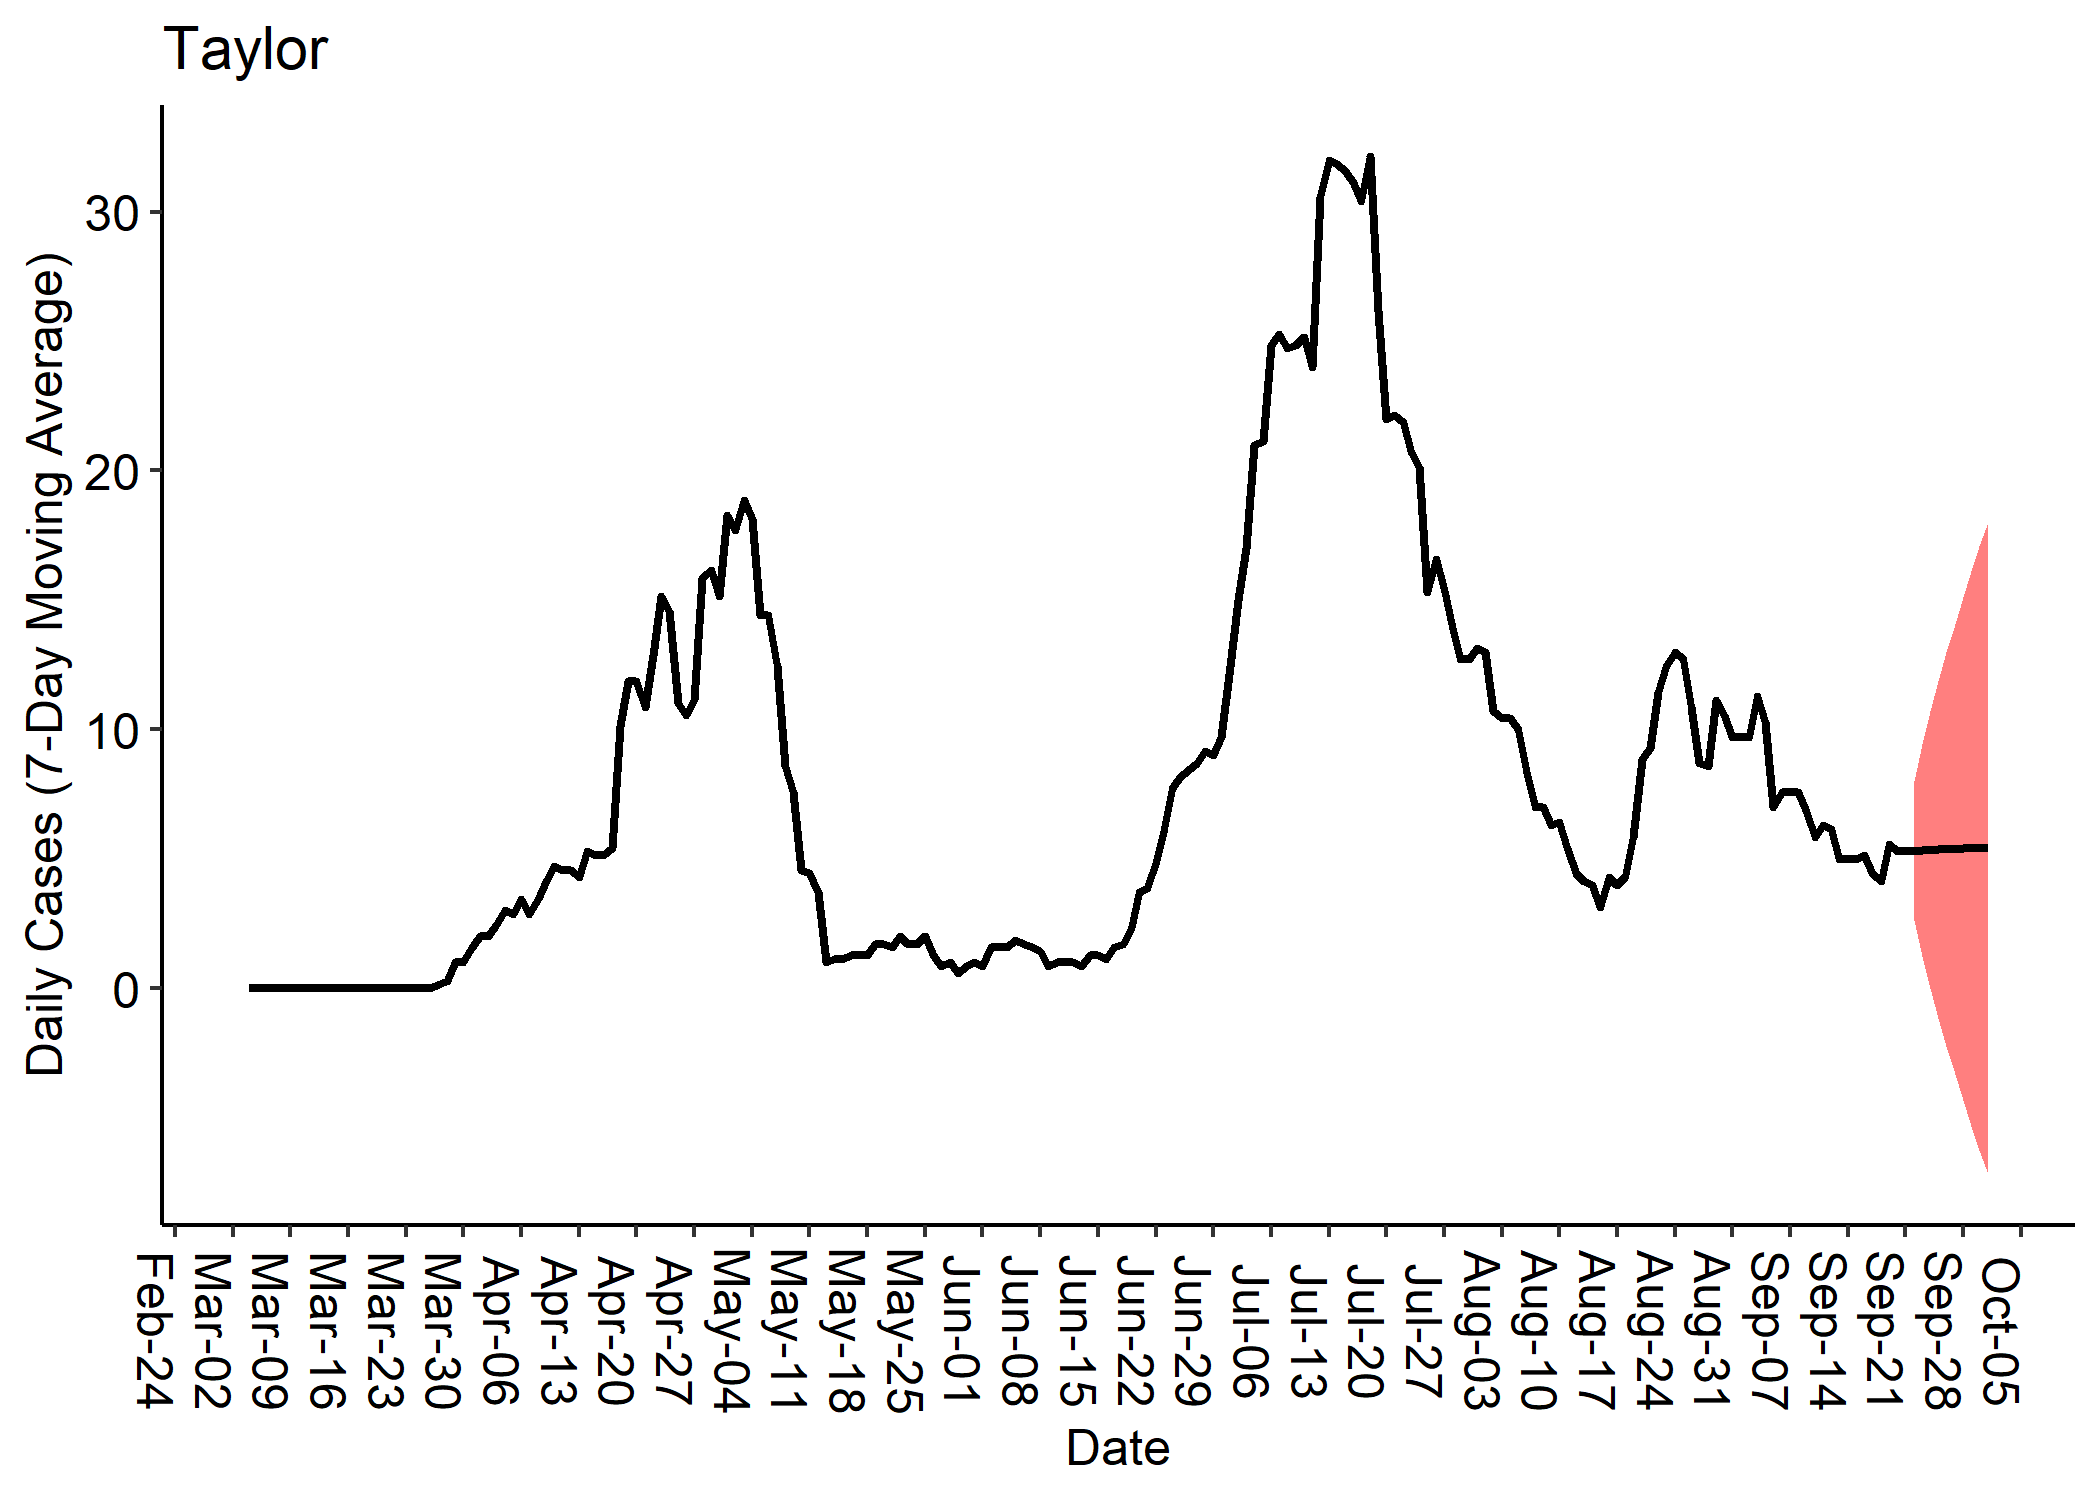 Taylor
Daily Cases (7-Day Moving Average)
30
20
10
0
Feb-24
Mar-02
Mar-09
Mar-16
Mar-23
Mar-30
Apr-06
Apr-13
Apr-20
Apr-27
May-04
May-11
May-18
May-25
Jun-01
Jun-08
Jun-15
Jun-22
Jun-29
Jul-06
Jul-13
Jul-20
Jul-27
Aug-03
Aug-10
Aug-17
Aug-24
Aug-31
Sep-07
Sep-14
Sep-21
Sep-28
Oct-05
Date